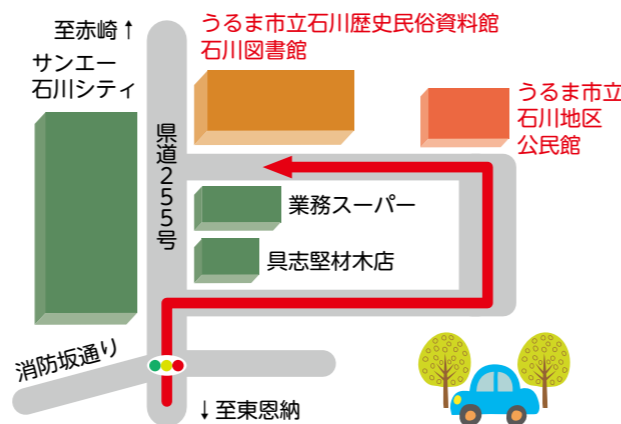 至赤崎↑
うるま市立石川歴史民俗資料館
石川図書館
サンエー
石川シティ
うるま市立
石川地区
公民館
県道255号
業務スーパー
具志堅材木店
消防坂通り
↓至東恩納